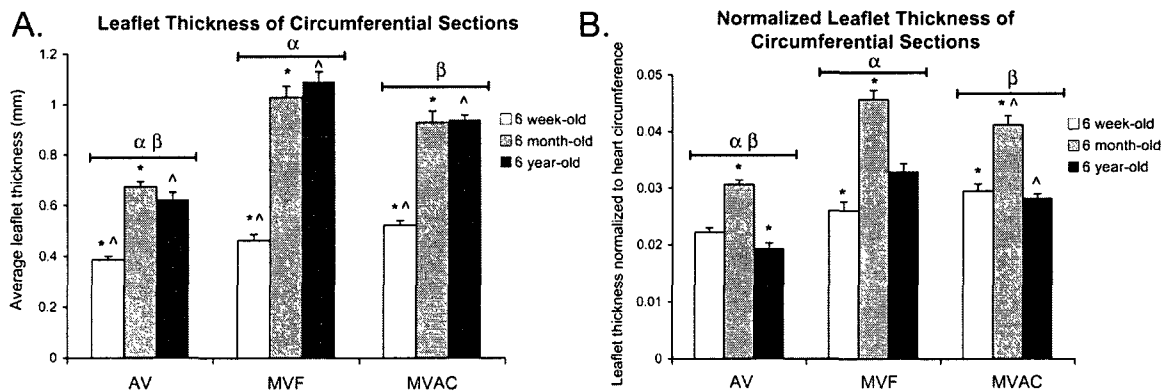 A.
Leaflet Thickness of Circumferential Sections
Average leaflet thickness (mm)
1.2
1
0.8
0.6
0.4
0.2
0
α β
α
β
* ^
*
^
* ^
*
^
* ^
*
^
AV
MVF
MVAC
6 week-old
6 month-old
6 year-old
B.
Normalized Leaflet Thickness of
Circumferential Sections
Leaflet thickness normalized to heart circumference
0.05
0.04
0.03
0.02
0.01
0
α β
α
β
*
*
*
*
*
* ^
^
AV
MVF
MVAC
6 week-old
6 month-old
6 year-old